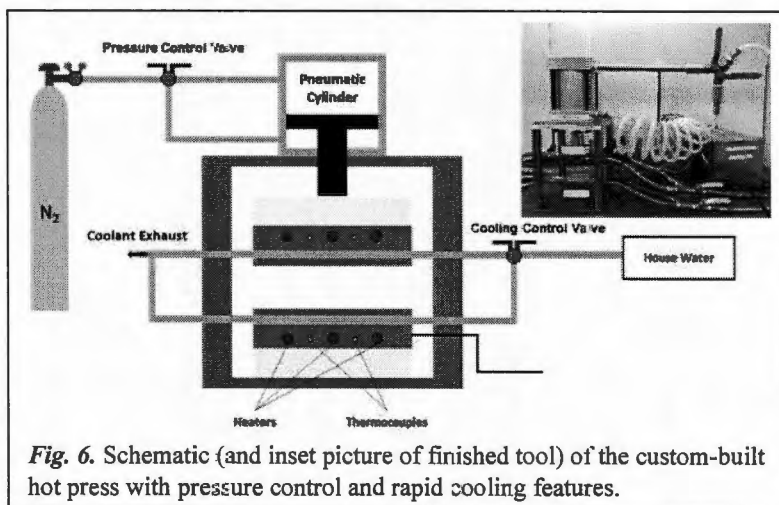 Pressure Control Valve
Pneumatic
Cylinder
N2
Coolant Exhaust
Cooling Control Valve
House Water
Heaters
Thermocouples
Fig. 6. Schematic (and inset picture of finished tool) of the custom-built
hot press with pressure control and rapid cooling features.